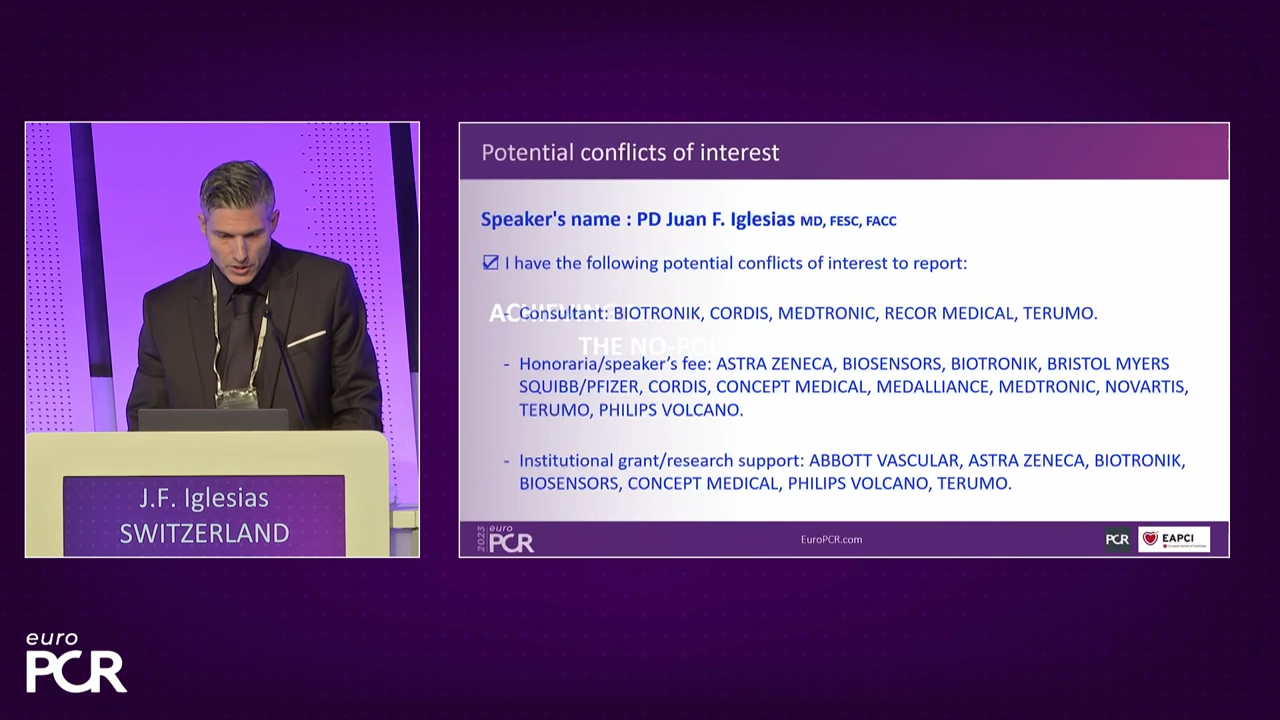 Potential conflicts of interest
Speaker's name : PD Juan F. Iglesias MD, FESC, FACC
I have the following potential conflicts of interest to report:
- Consultant: BIOTRONIK, CORDIS, MEDTRONIC, RECOR MEDICAL, TERUMO.
THE NO-
- Honoraria/speaker's fee: ASTRA ZENECA, BIOSENSORS, BIOTRONIK, BRISTOL MYERS
SQUIBB/PFIZER, CORDIS, CONCEPT MEDICAL, MEDALLIANCE, MEDTRONIC, NOVARTIS,
TERUMO, PHILIPS VOLCANO.
- Institutional grant/research support: ABBOTT VASCULAR, ASTRA ZENECA, BIOTRONIK,
BIOSENSORS, CONCEPT MEDICAL, PHILIPS VOLCANO, TERUMO.
2023 euro
PCR
EuroPCR.com
PCR
EAPCI
J.F. Iglesias
SWITZERLAND
euro
PCR